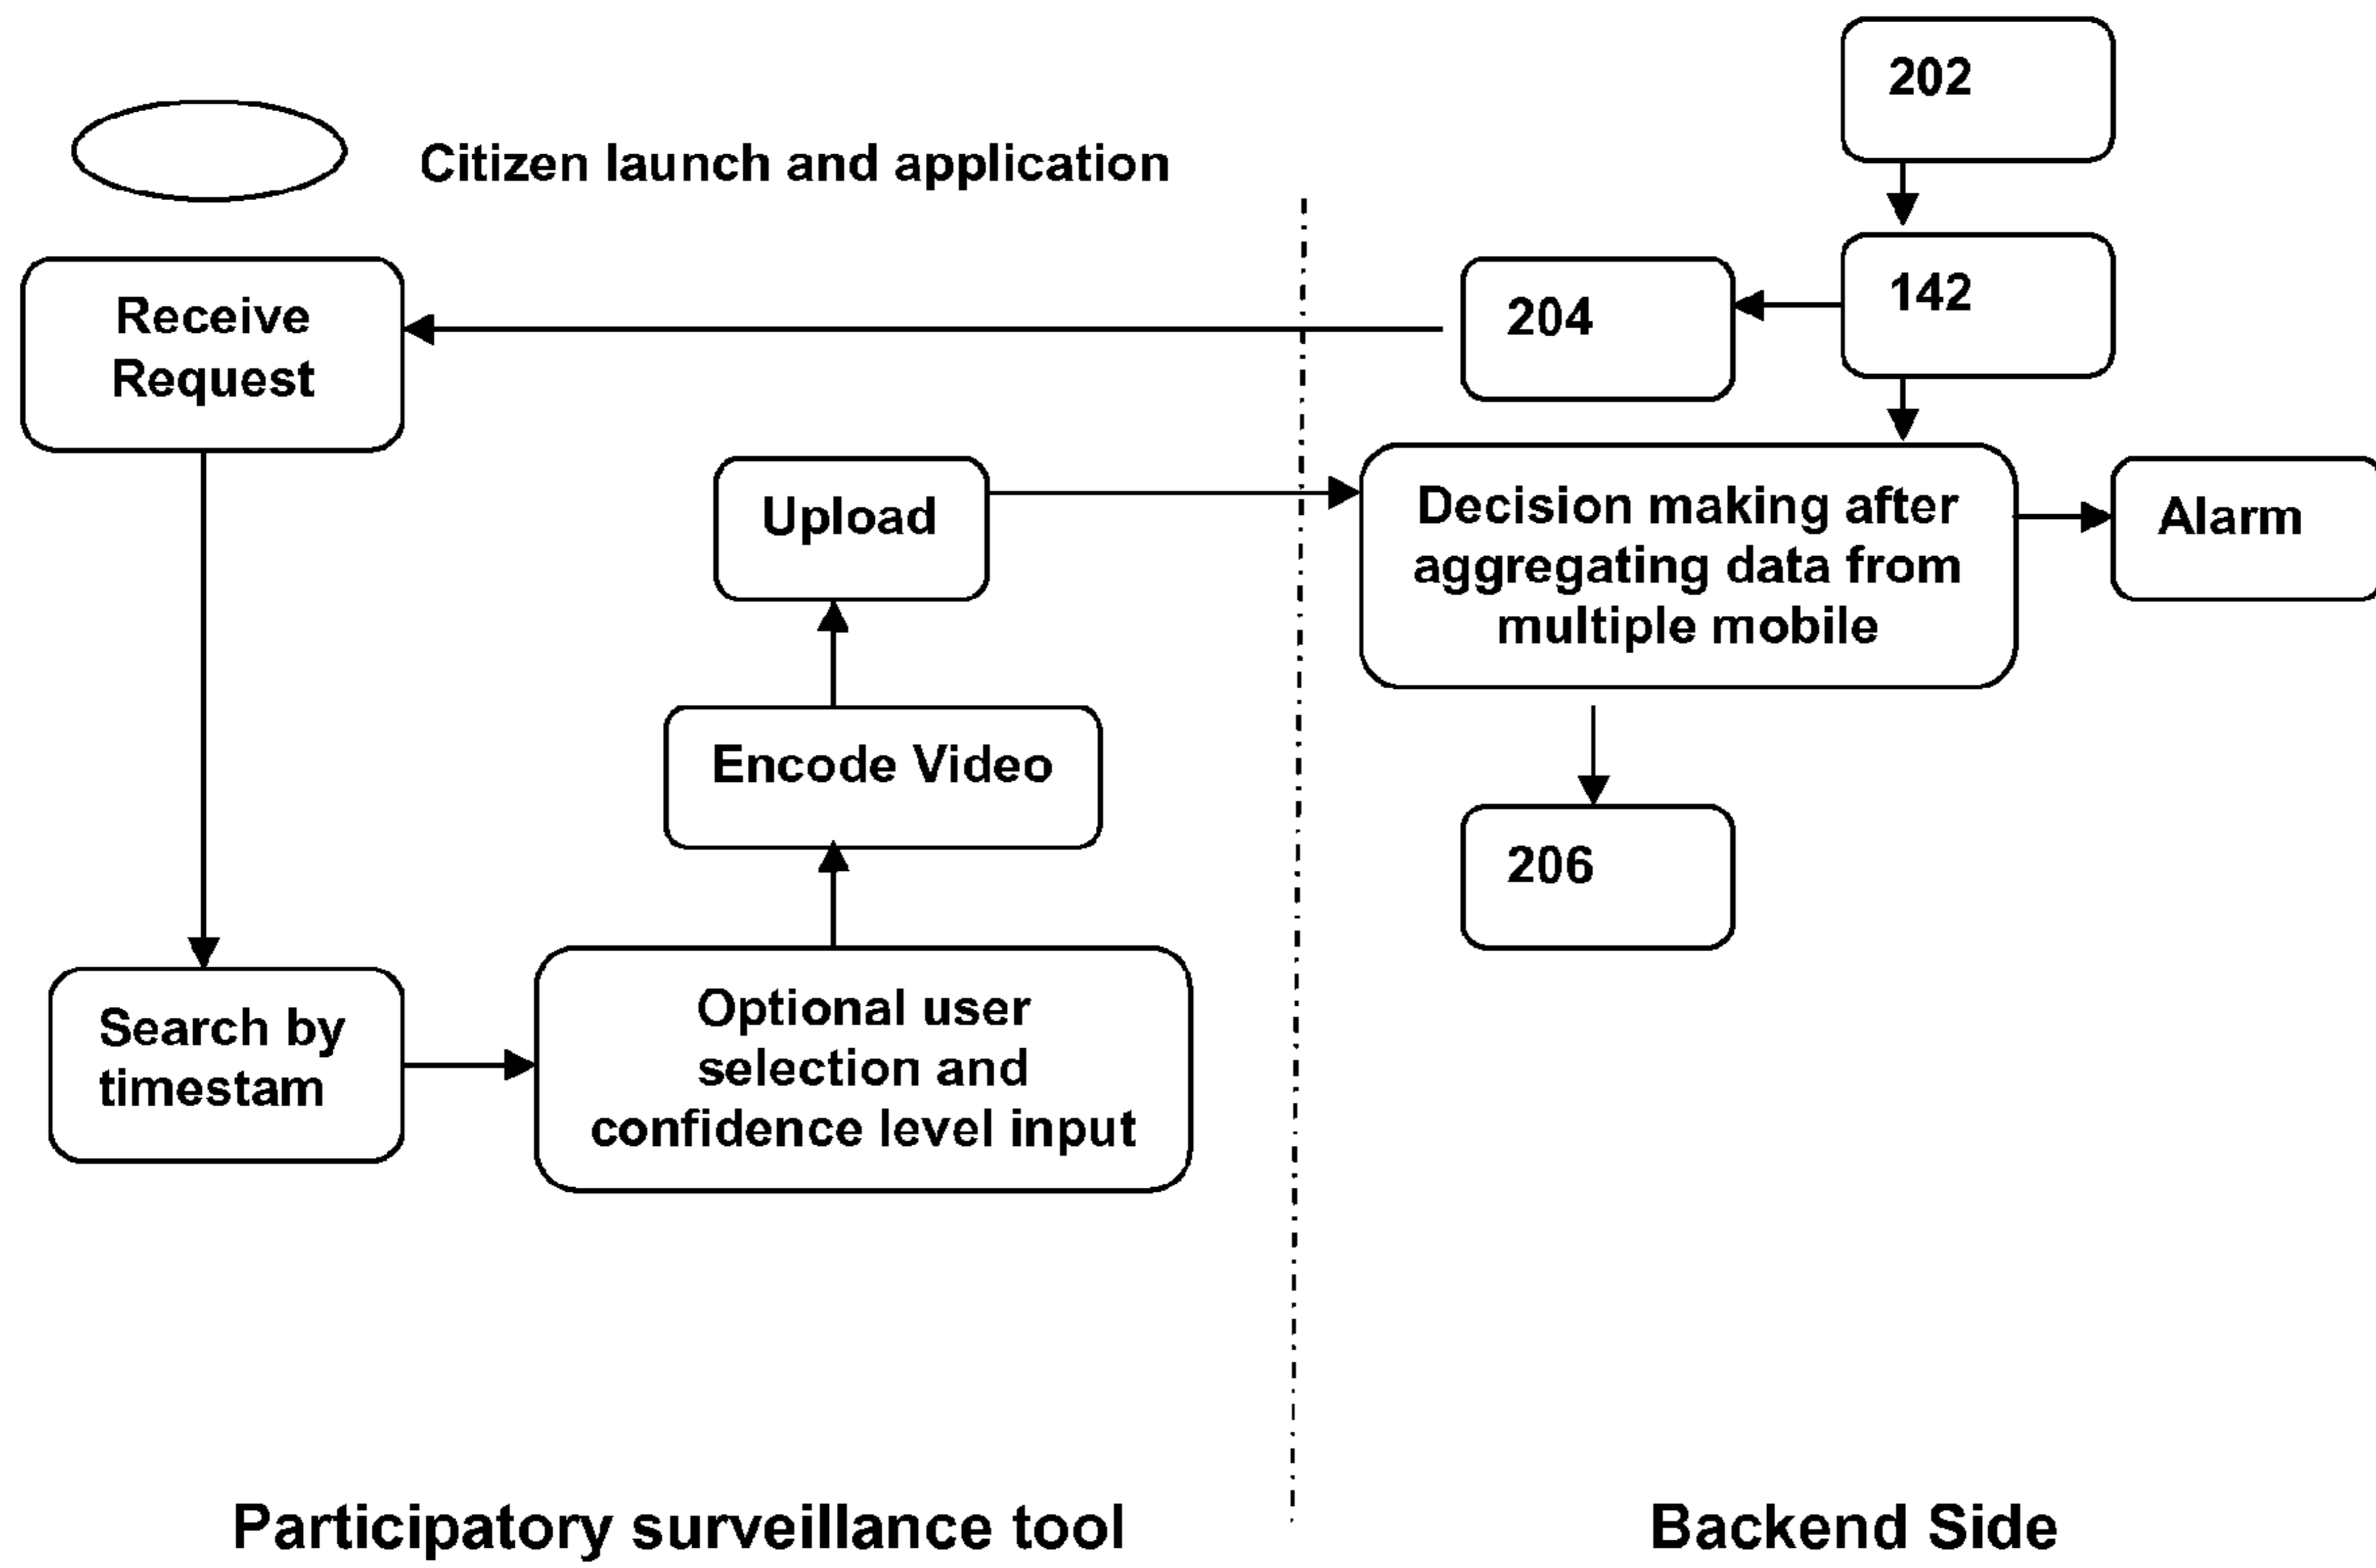 202
Citizen launch and application
Receive
Request
204
142
Upload
Decision making after
aggregating data from
multiple mobile
Alarm
Encode Video
206
Search by
timestam
Optional user
selection and
confidence level input
Participatory surveillance tool
Backend Side